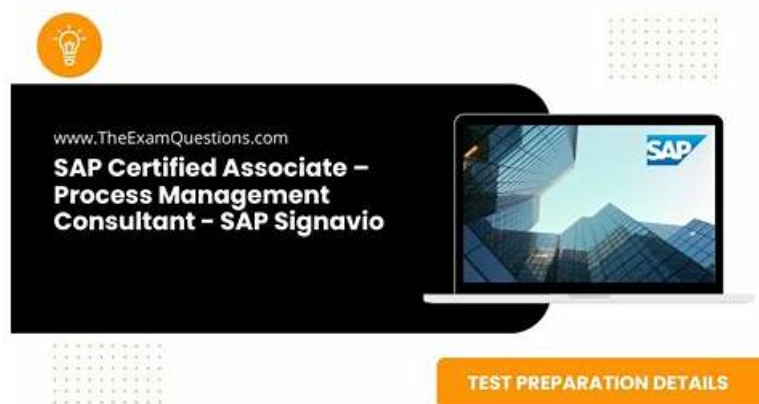 www.TheExamQuestions.com
SAP Certified Associate –
Process Management
Consultant - SAP Signavio
SAP
TEST PREPARATION DETAILS